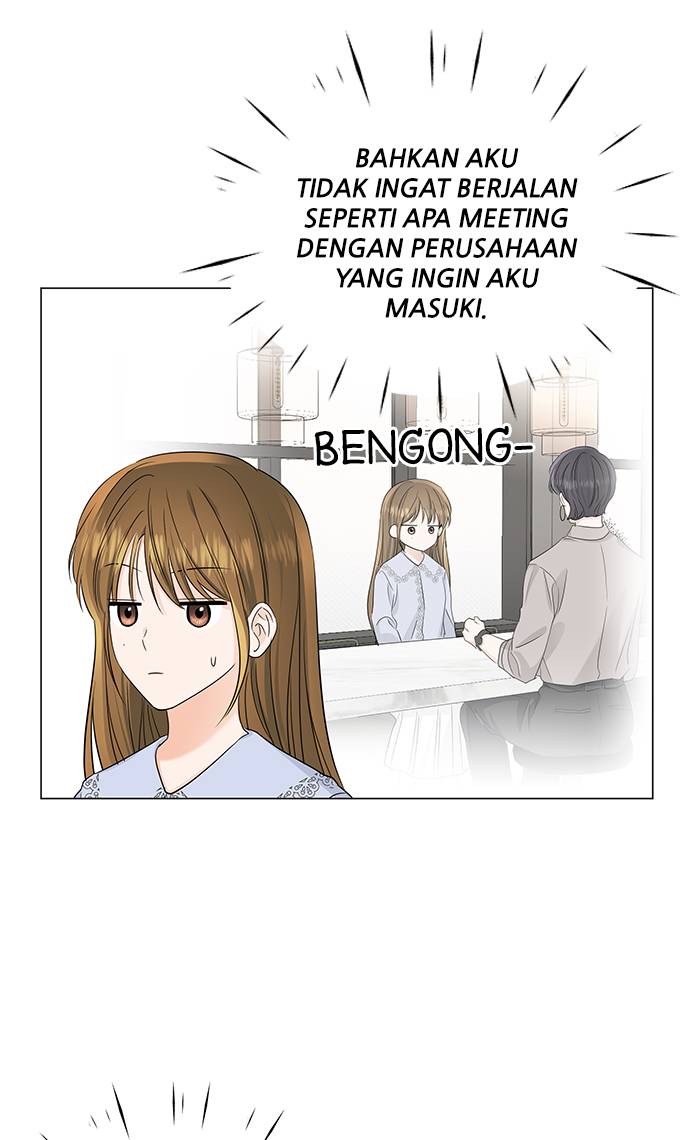 BAHKAN AKU
TIDAK INGAT BERJALAN
SEPERTI APA MEETING
DENGAN PERUSAHAAN
YANG INGIN AKU
MASUKI.
BENGONG-